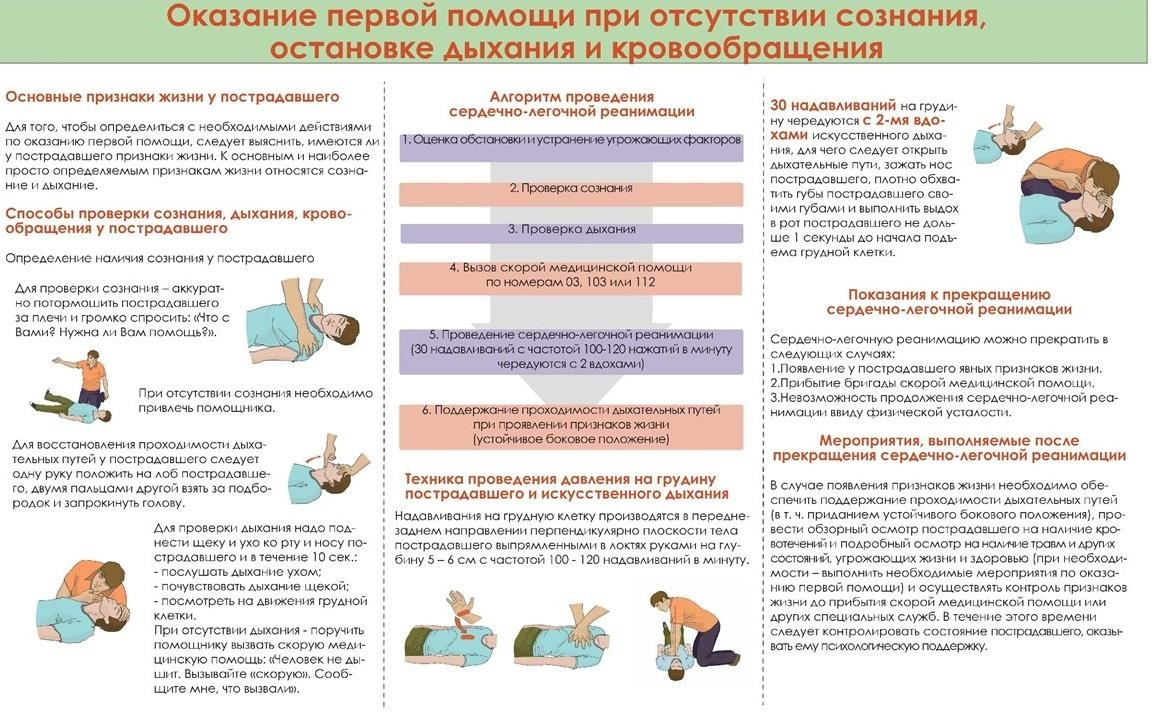 Оказание первой помощи при отсутствии сознания,
остановке дыхания и кровообращения
Основные признаки жизни у пострадавшего
Для того, чтобы определиться с необходимыми действиями
по оказанию первой помощи, следует выяснить, имеются ли
у пострадавшего признаки жизни. К основным и наиболее
просто определяемым признакам жизни относятся созна-
ние и дыхание.
Способы проверки сознания, дыхания, крово-
обращения у пострадавшего
Определение наличия сознания у пострадавшего
Для проверки сознания – аккурат-
но потормошить пострадавшего
за плечи и громко спросить: «Что с
Вами? Нужна ли Вам помощь?».
При отсутствии сознания необходимо
привлечь помощника.
Для восстановления проходимости дыха-
тельных путей у пострадавшего следует
одну руку положить на лоб пострадавше-
го, двумя пальцами другой взять за подбо-
родок и запрокинуть голову.
Для проверки дыхания надо под-
нести щеку и ухо ко рту и носу по-
страдавшего и в течение 10 сек.:
- послушать дыхание ухом;
- почувствовать дыхание щекой;
- посмотреть на движения грудной
клетки.
При отсутствии дыхания - поручить
помощнику вызвать скорую меди-
цинскую помощь: «Человек не ды-
шит. Вызывайте «скорую». Сооб-
щите мне, что вызвали».
Алгоритм проведения
сердечно-легочной реанимации
1. Оценка обстановки и устранение угрожающих факторов
2. Проверка сознания
3. Проверка дыхания
4. Вызов скорой медицинской помощи
по номерам 03, 103 или 112
5. Проведение сердечно-легочной реанимации
(30 надавливаний с частотой 100-120 нажатий в минуту
чередуются с 2 вдохами)
6. Поддержание проходимости дыхательных путей
при проявлении признаков жизни
(устойчивое боковое положение)
Техника проведения давления на грудину
пострадавшего и искусственного дыхания
Надавливания на грудную клетку производятся в передне-
заднем направлении перпендикулярно плоскости тела
пострадавшего выпрямленными в локтях руками на глу-
бину 5 – 6 см с частотой 100 - 120 надавливаний в минуту.
30 надавливаний на груди-
ну чередуются с 2-мя вдо-
хами искусственного дыха-
ния, для чего следует открыть
дыхательные пути, зажать нос
пострадавшего, плотно обхва-
тить губы пострадавшего сво-
ими губами и выполнить выдох
в рот пострадавшего не доль-
ше 1 секунды до начала подъ-
ема грудной клетки.
Показания к прекращению
сердечно-легочной реанимации
Сердечно-легочную реанимацию можно прекратить в
следующих случаях:
1.Появление у пострадавшего явных признаков жизни.
2.Прибытие бригады скорой медицинской помощи.
3.Невозможность продолжения сердечно-легочной реа-
нимации ввиду физической усталости.
Мероприятия, выполняемые после
прекращения сердечно-легочной реанимации
В случае появления признаков жизни необходимо обе-
спечить поддержание проходимости дыхательных путей
(в т. ч. приданием устойчивого бокового положения), про-
вести обзорный осмотр пострадавшего на наличие кро-
вотечений и подробный осмотр на наличие травм и других
состояний, угрожающих жизни и здоровью (при необходи-
мости – выполнить необходимые мероприятия по оказа-
нию первой помощи) и осуществлять контроль признаков
жизни до прибытия скорой медицинской помощи или
других специальных служб. В течение этого времени
следует контролировать состояние пострадавшего, оказы-
вать ему психологическую поддержку.